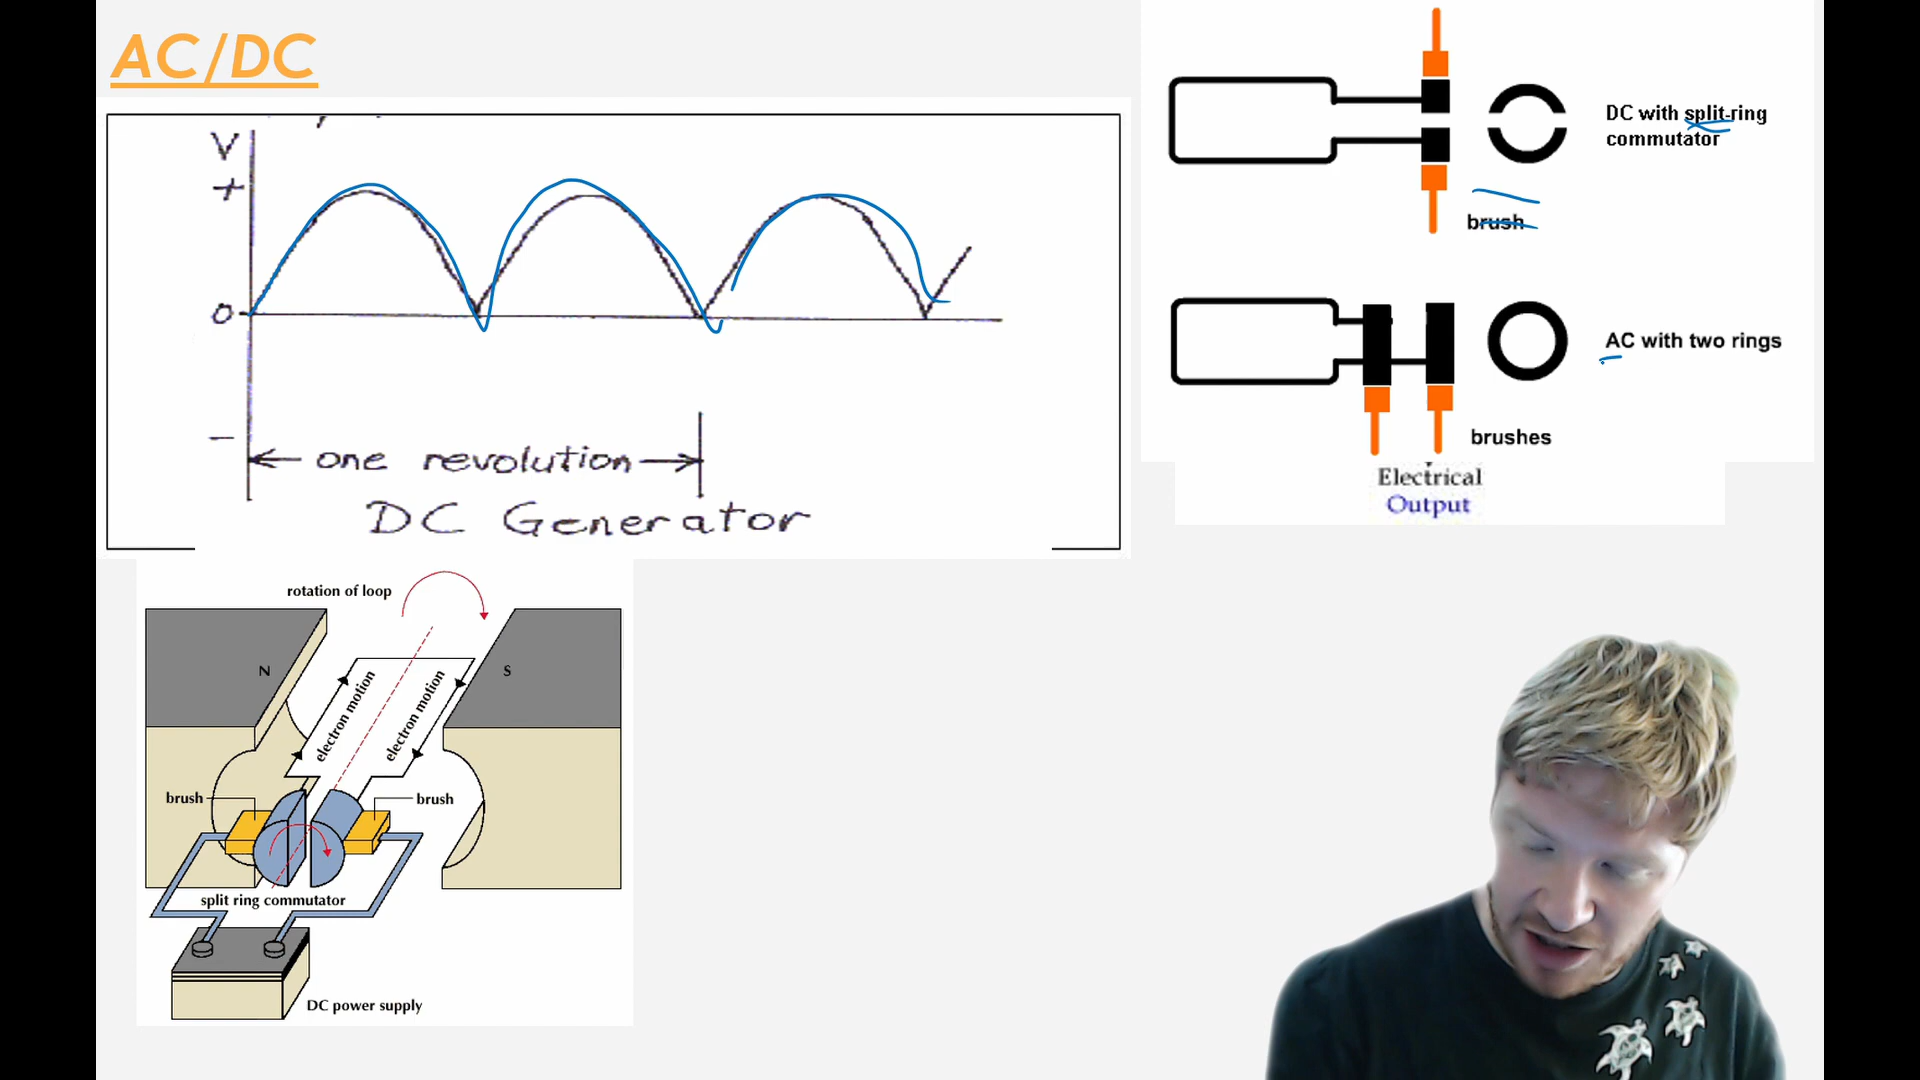 AC/DC
V
+
0
−
one revolution
DC Generator
DC with split-ring
commutator
brush
AC with two rings
brushes
Electrical
Output
rotation of loop
N
S
electron motion
electron motion
brush
brush
split ring commutator
DC power supply